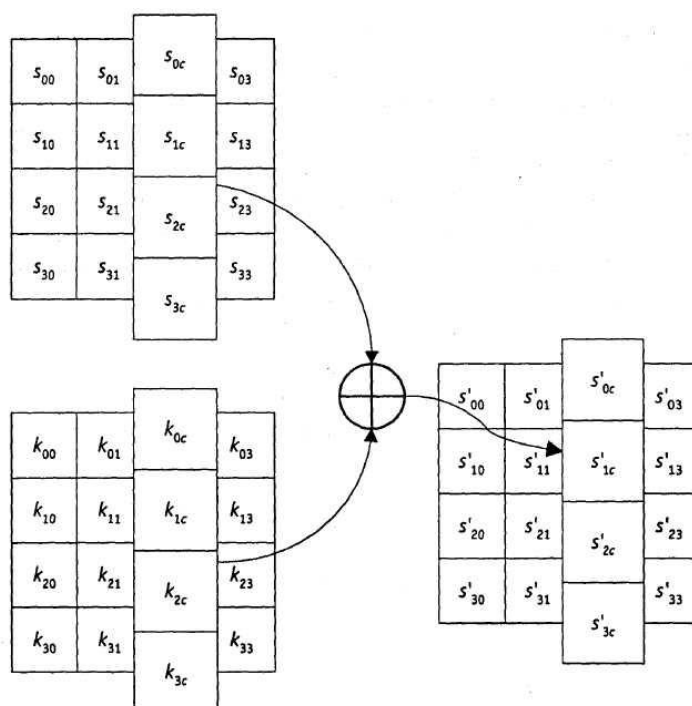 s₀₀ s₀₁ s₀c s₀₃
s₁₀ s₁₁ s₁c s₁₃
s₂₀ s₂₁ s₂c s₂₃
s₃₀ s₃₁ s₃c s₃₃
k₀₀ k₀₁ k₀c k₀₃
k₁₀ k₁₁ k₁c k₁₃
k₂₀ k₂₁ k₂c k₂₃
k₃₀ k₃₁ k₃c k₃₃
s'₀₀ s'₀₁ s'₀c s'₀₃
s'₁₀ s'₁₁ s'₁c s'₁₃
s'₂₀ s'₂₁ s'₂c s'₂₃
s'₃₀ s'₃₁ s'₃c s'₃₃